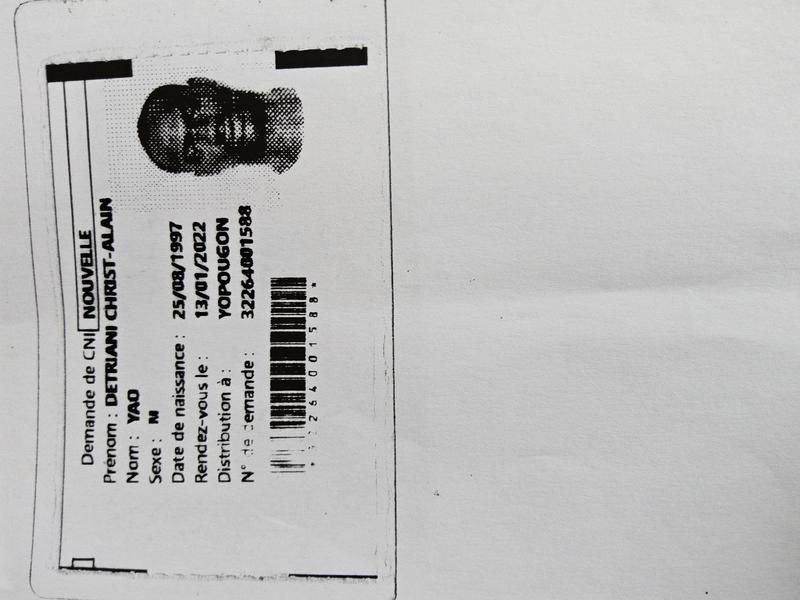 Demande de CNI NOUVELLE
Prénom : DETRIANI CHRIST-ALAIN
Nom : YAO
Sexe : M
Date de naissance : 25/08/1997
Rendez-vous le : 13/01/2022
Distribution à : YOPOUGON
N° de demande : 32264001588